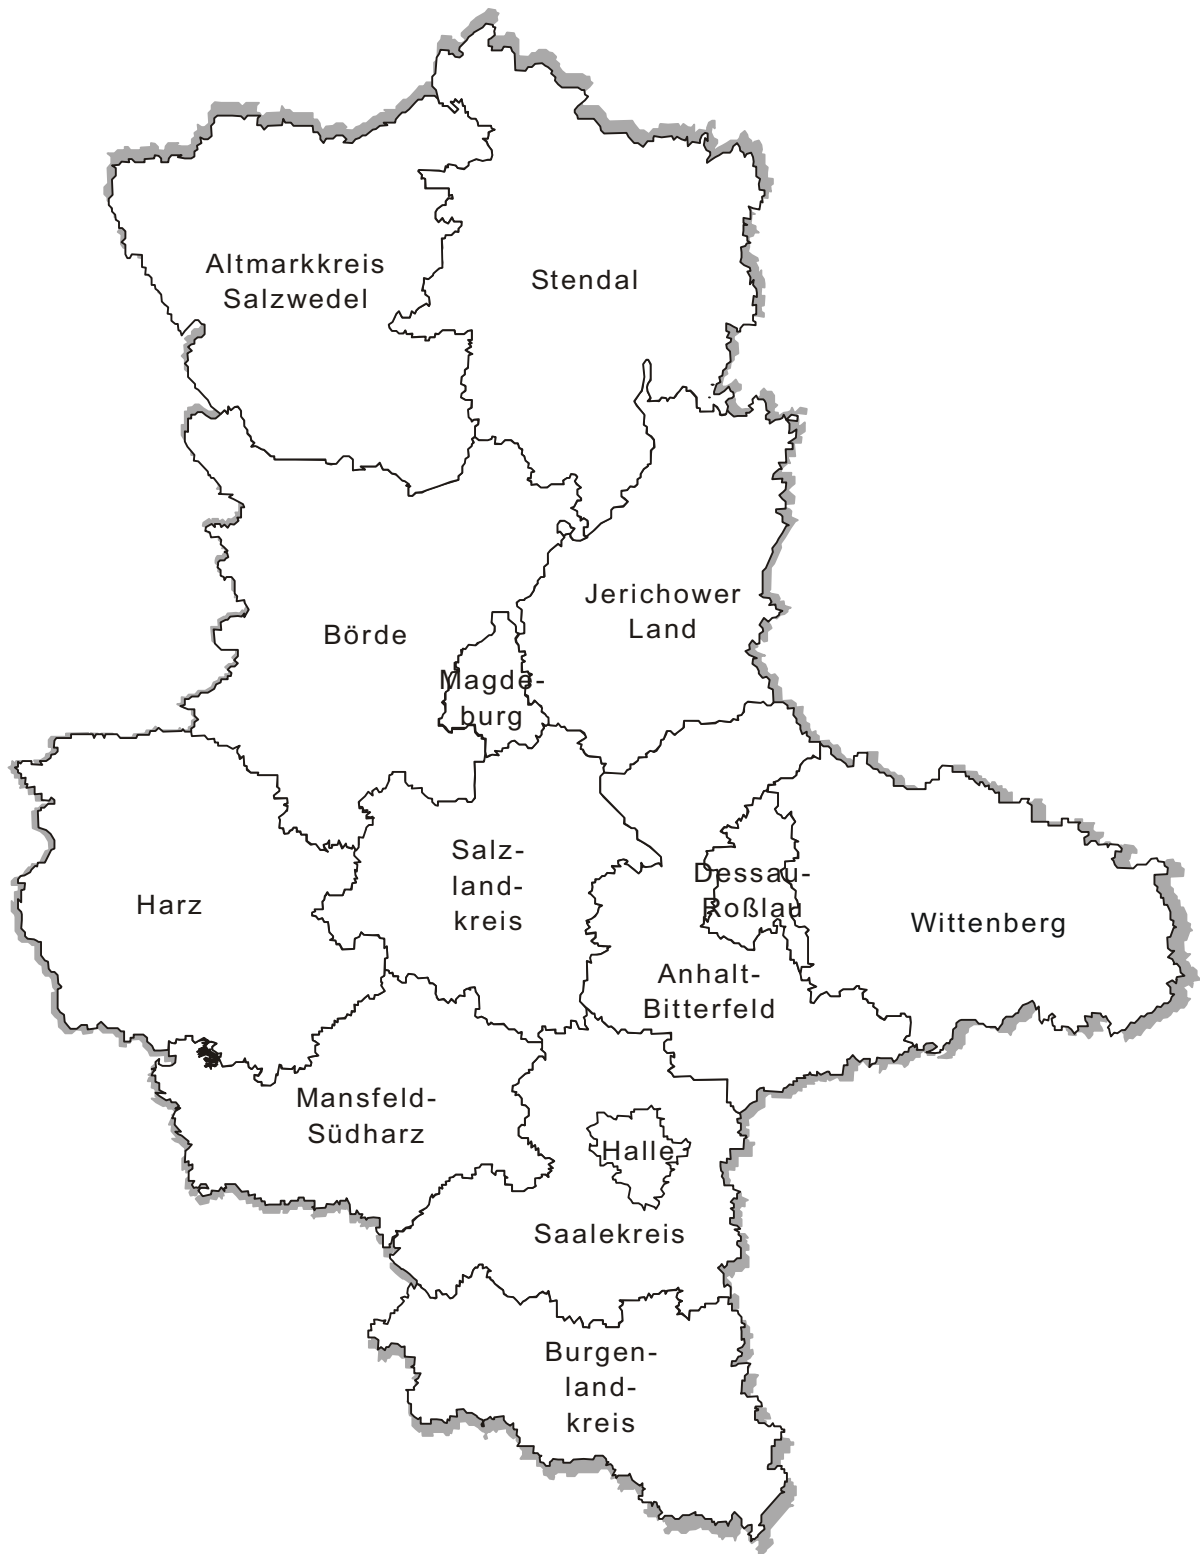 Altmarkkreis
Salzwedel
Stendal
Jerichower
Land
Börde
Magde-
burg
Salz-
land-
kreis
Harz
Dessau-
Roßlau
Wittenberg
Anhalt-
Bitterfeld
Mansfeld-
Südharz
Halle
Saalekreis
Burgen-
land-
kreis